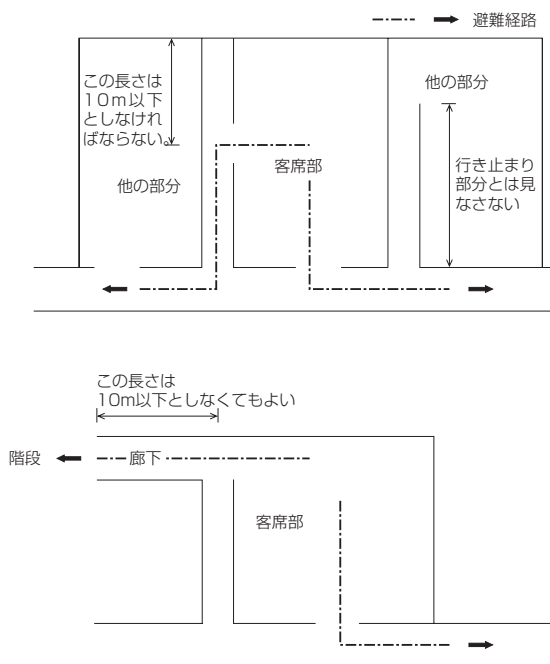 避難経路
この長さは
10m以下
としなけれ
ばならない。
他の部分
他の部分
客席部
行き止まり
部分とは見
なさない
この長さは
10m以下としなくてもよい
階段
廊下
客席部